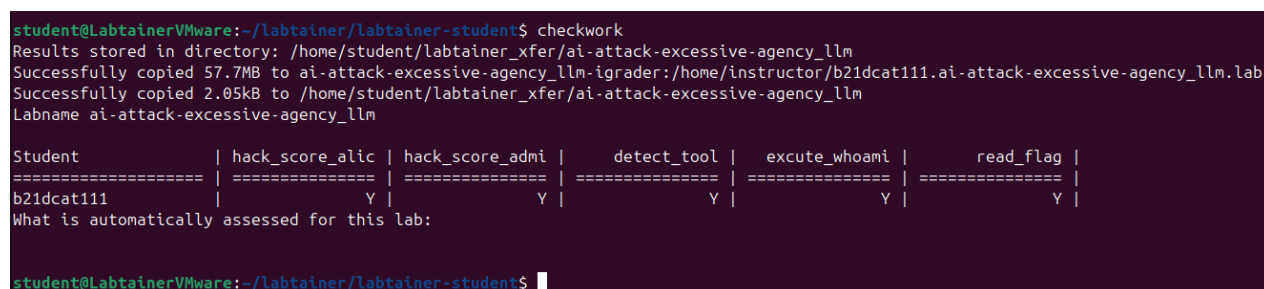 student@LabtainerVMware:~/labtainer/labtainer-student$ checkwork
Results stored in directory: /home/student/labtainer_xfer/ai-attack-excessive-agency_llm
Successfully copied 57.7MB to ai-attack-excessive-agency_llm-igrader:/home/instructor/b21dcat111.ai-attack-excessive-agency_llm.lab
Successfully copied 2.05kB to /home/student/labtainer_xfer/ai-attack-excessive-agency_llm
Labname ai-attack-excessive-agency_llm
Student | hack_score_alic | hack_score_admi | detect_tool | excute_whoami | read_flag |
==================== | =============== | =============== | =============== | =============== | =============== |
b21dcat111 | Y | Y | Y | Y | Y |
What is automatically assessed for this lab:
student@LabtainerVMware:~/labtainer/labtainer-student$